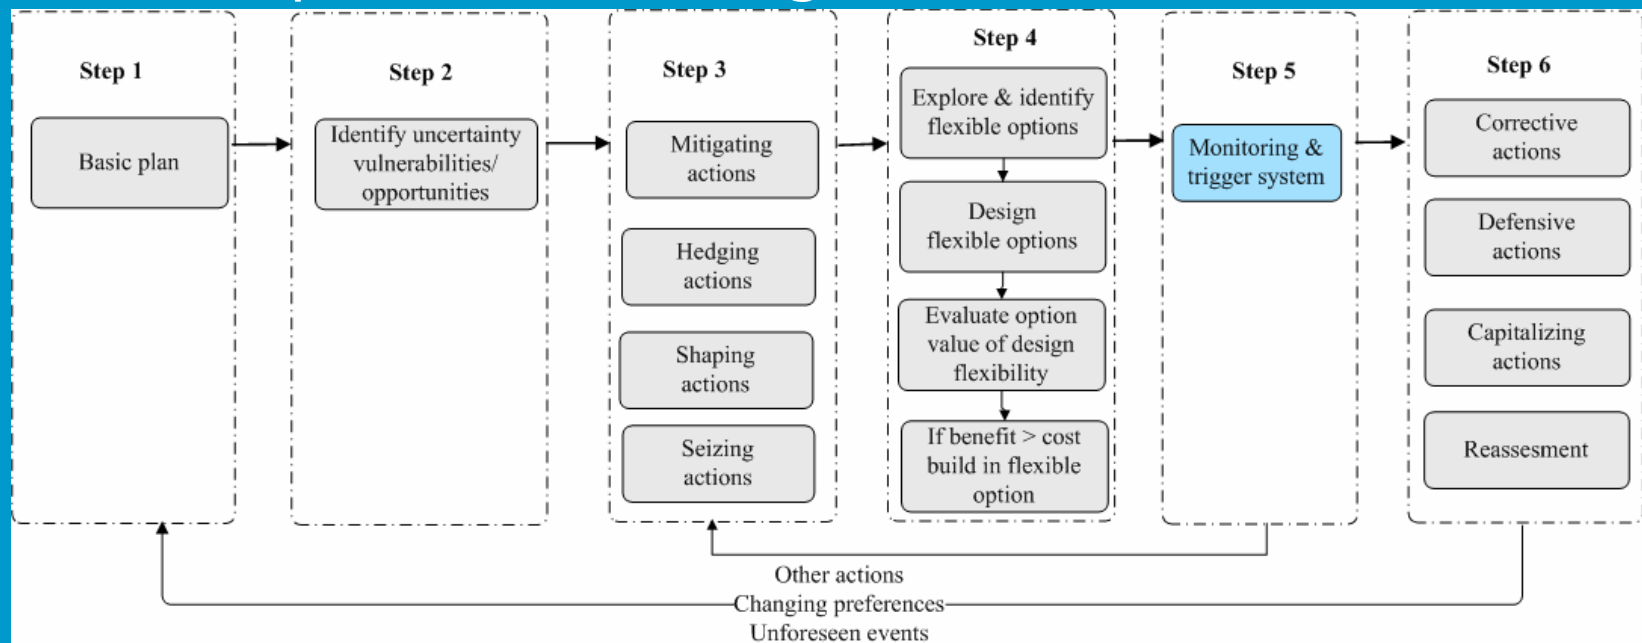 Step 1
Basic plan
Step 2
Identify uncertainty
vulnerabilities/
opportunities
Step 3
Mitigating
actions
Hedging
actions
Shaping
actions
Seizing
actions
Step 4
Explore & identify
flexible options
Design
flexible options
Evaluate option
value of design
flexibility
If benefit > cost
build in flexible
option
Step 5
Monitoring &
trigger system
Step 6
Corrective
actions
Defensive
actions
Capitalizing
actions
Reassesment
Other actions
Changing preferences
Unforeseen events